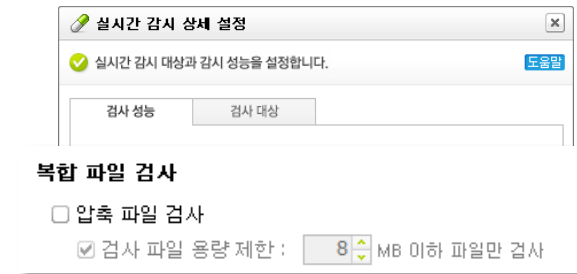 실시간 감시 상세 설정
실시간 감시 대상과 감시 성능을 설정합니다. 도움말
검사 성능 검사 대상
복합 파일 검사
압축 파일 검사
검사 파일 용량 제한 : 8 MB 이하 파일만 검사